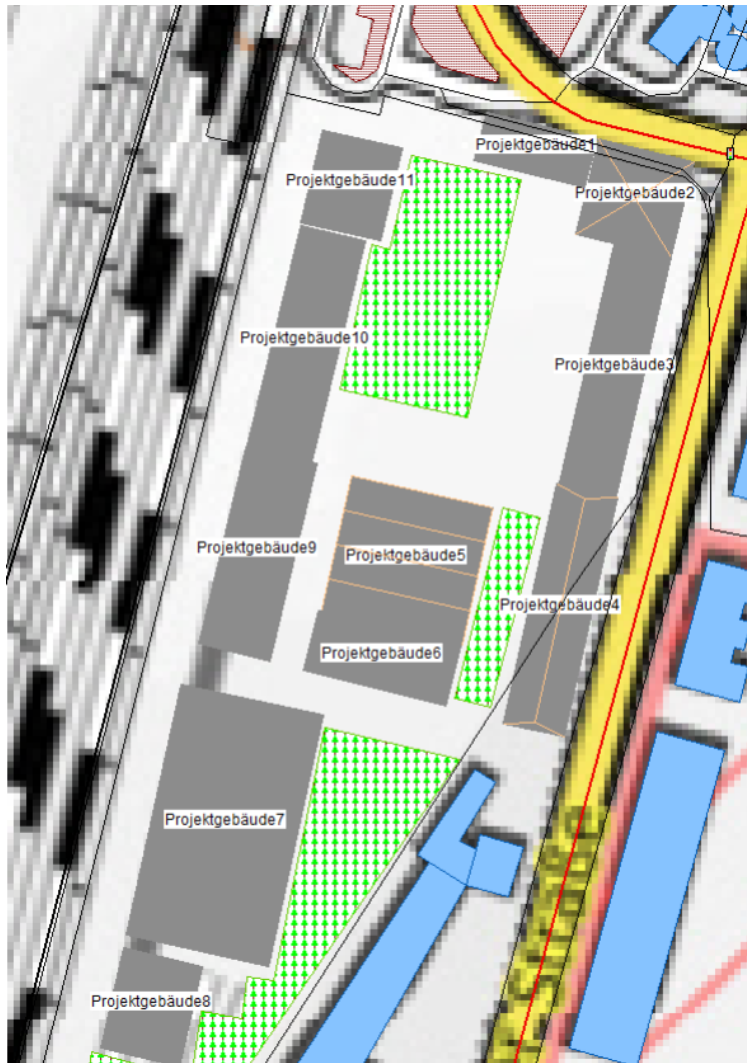 Projektgebäude1
Projektgebäude11
Projektgebäude2
Projektgebäude10
Projektgebäude3
Projektgebäude9
Projektgebäude5
Projektgebäude4
Projektgebäude6
Projektgebäude7
Projektgebäude8